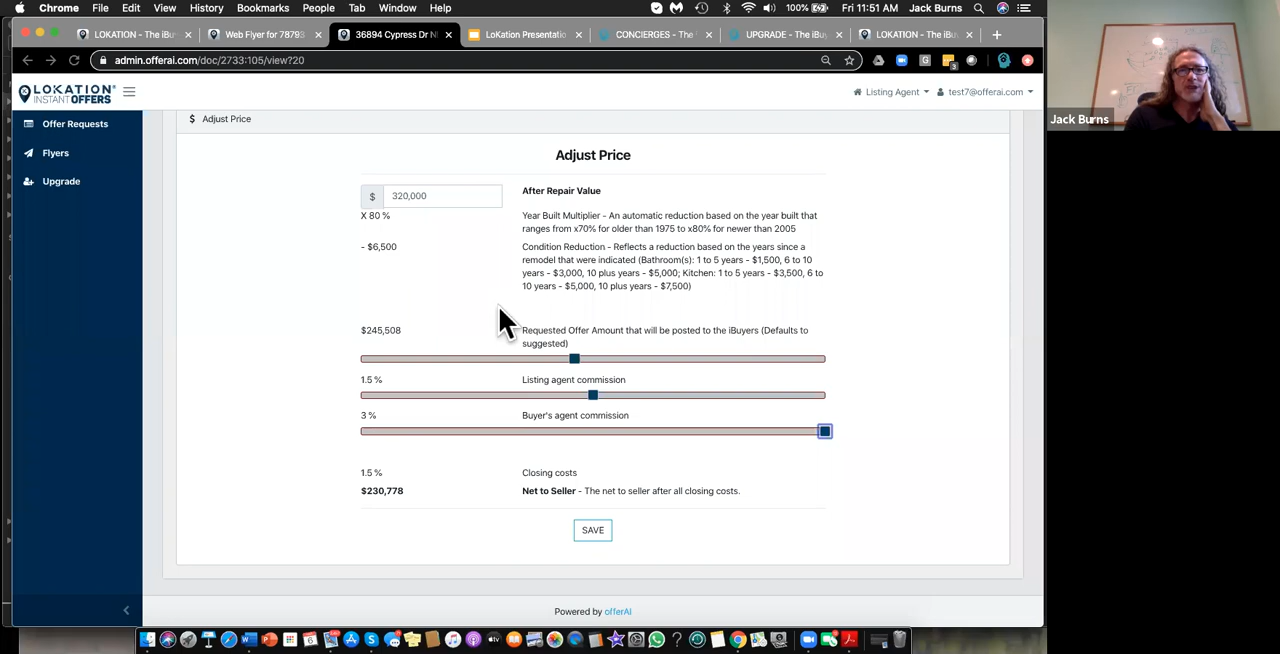 Chrome File Edit View History Bookmarks People Tab Window Help 100% Fri 11:51 AM Jack Burns
LOKATION - The iBuy Web Flyer for 78793 36894 Cypress Dr N LoKation Presentatio CONCIERGES - The UPGRADE - The iBuy LOKATION - The iBu
admin.offerai.com/doc/2733:105/view?20
LOKATION
INSTANT OFFERS
Listing Agent test7@offerai.com
Jack Burns
Offer Requests
Flyers
Upgrade
$ Adjust Price
Adjust Price
$ 320,000 After Repair Value
X 80 % Year Built Multiplier - An automatic reduction based on the year built that
ranges from x70% for older than 1975 to x80% for newer than 2005
- $6,500 Condition Reduction - Reflects a reduction based on the years since a
remodel that were indicated (Bathroom(s): 1 to 5 years - $1,500, 6 to 10
years - $3,000, 10 plus years - $5,000; Kitchen: 1 to 5 years - $3,500, 6 to
10 years - $5,000, 10 plus years - $7,500)
$245,508 Requested Offer Amount that will be posted to the iBuyers (Defaults to
suggested)
1.5 % Listing agent commission
3 % Buyer's agent commission
1.5 % Closing costs
$230,778 Net to Seller - The net to seller after all closing costs.
SAVE
Powered by offerAI